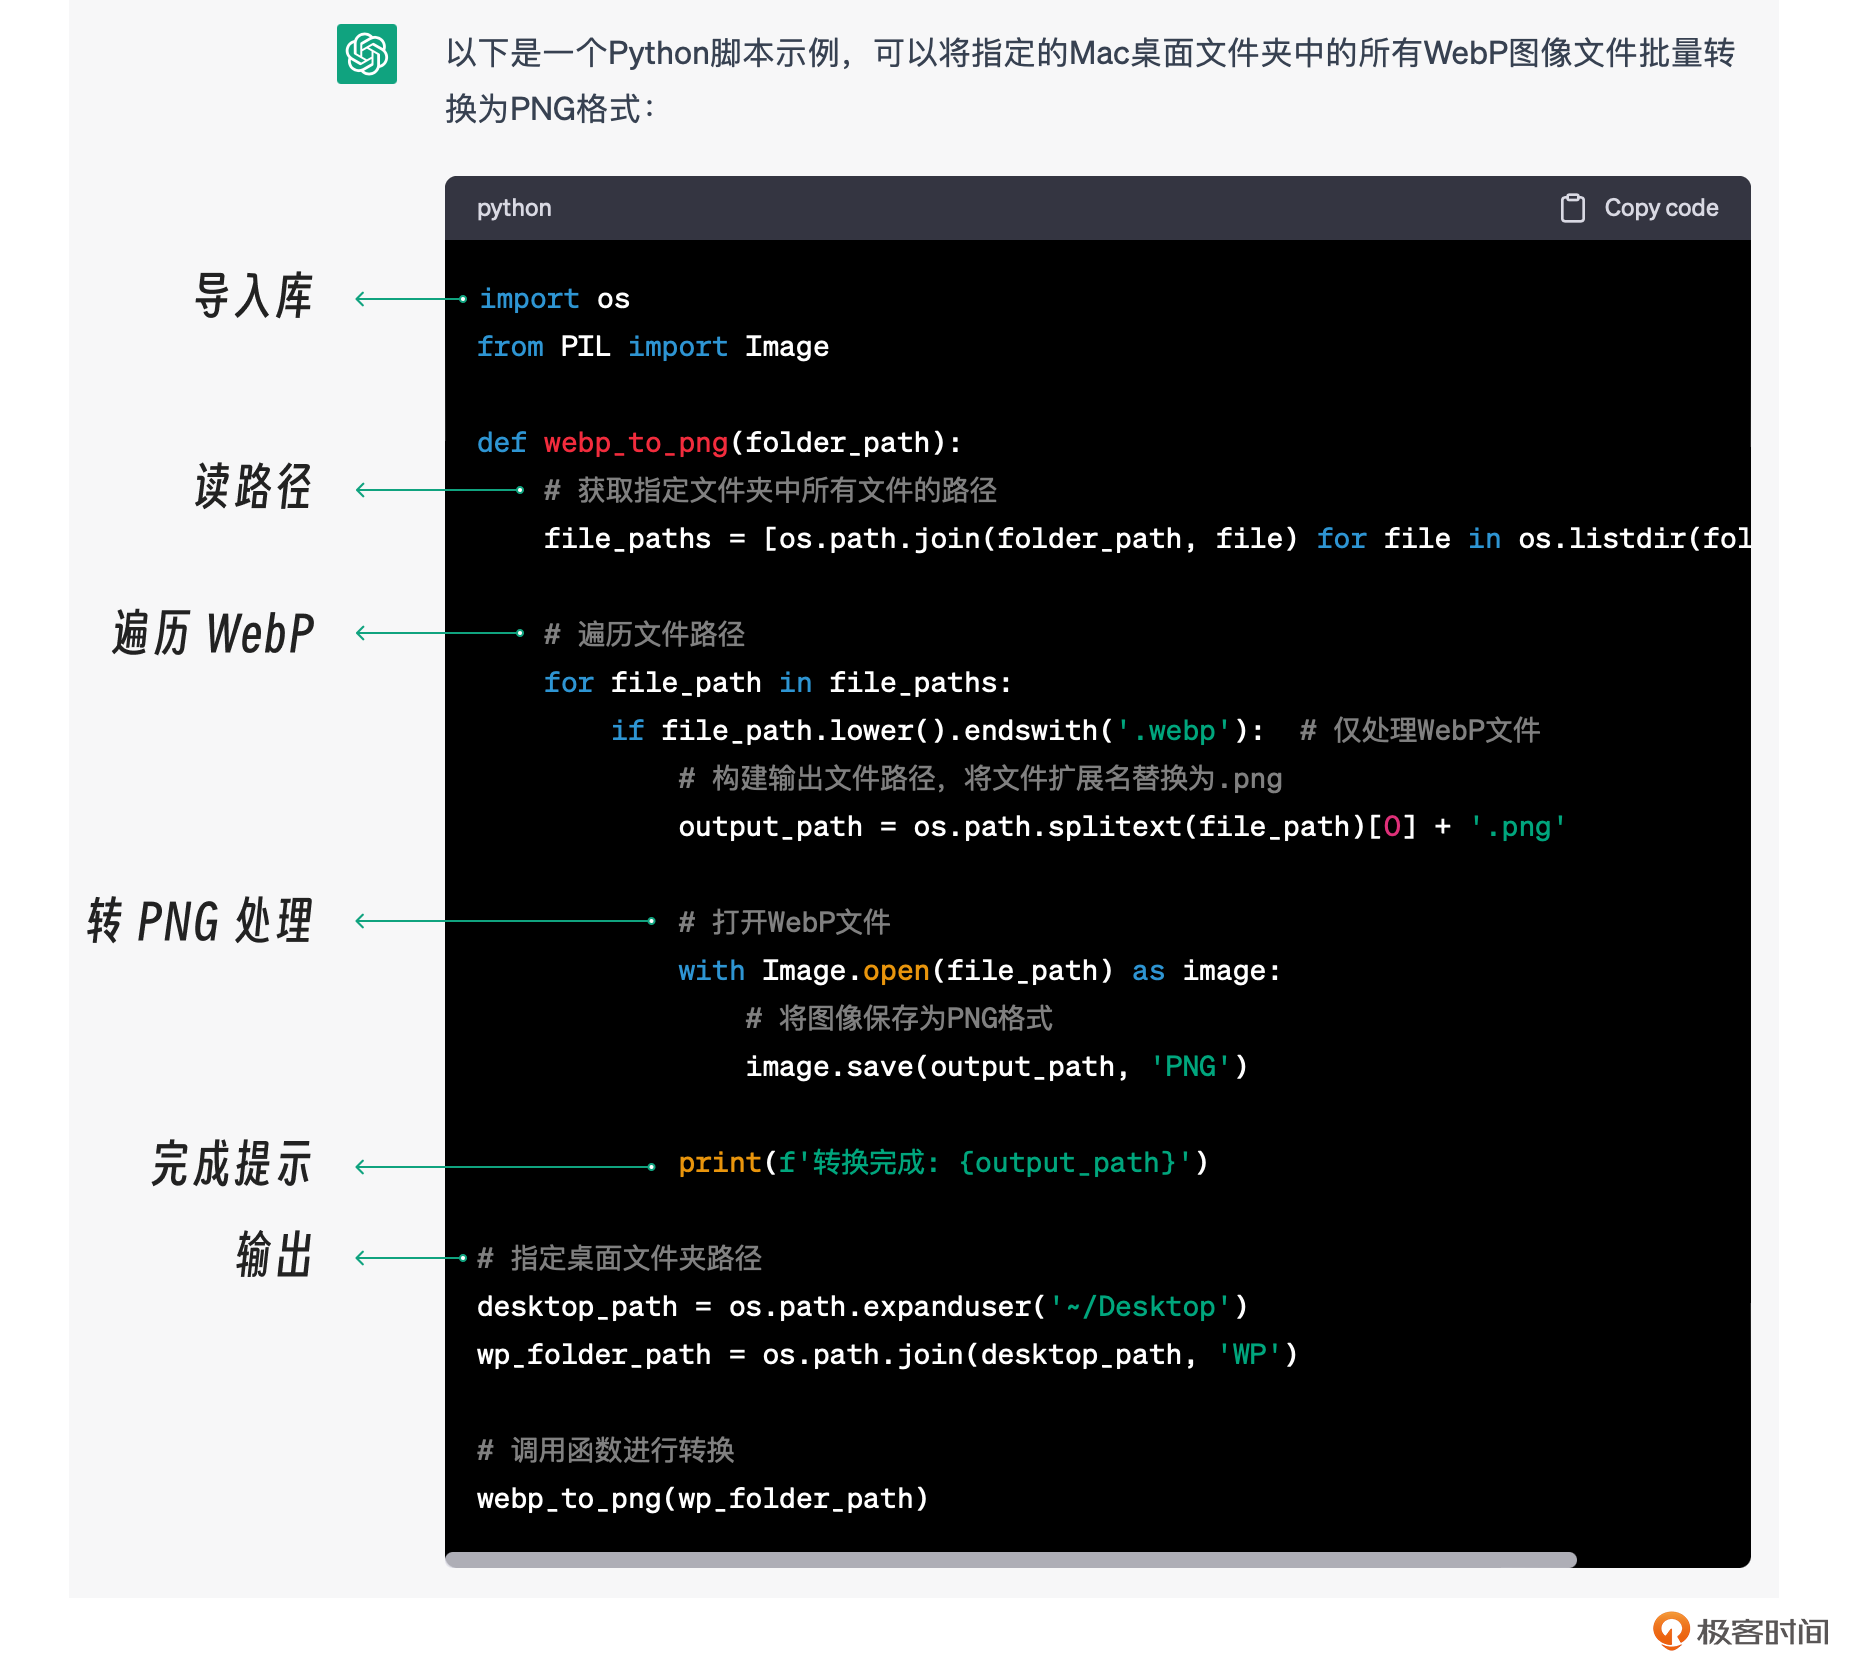 以下是一个Python脚本示例，可以将指定的Mac桌面文件夹中的所有WebP图像文件批量转
换为PNG格式：
python
Copy code
导入库
import os
from PIL import Image
def webp_to_png(folder_path):
读路径
# 获取指定文件夹中所有文件的路径
file_paths = [os.path.join(folder_path, file) for file in os.listdir(fol
遍历 WebP
# 遍历文件路径
for file_path in file_paths:
if file_path.lower().endswith('.webp'):  # 仅处理WebP文件
# 构建输出文件路径，将文件扩展名替换为.png
output_path = os.path.splitext(file_path)[0] + '.png'
转 PNG 处理
# 打开WebP文件
with Image.open(file_path) as image:
# 将图像保存为PNG格式
image.save(output_path, 'PNG')
完成提示
print(f'转换完成: {output_path}')
输出
# 指定桌面文件夹路径
desktop_path = os.path.expanduser('~/Desktop')
wp_folder_path = os.path.join(desktop_path, 'WP')
# 调用函数进行转换
webp_to_png(wp_folder_path)
极客时间